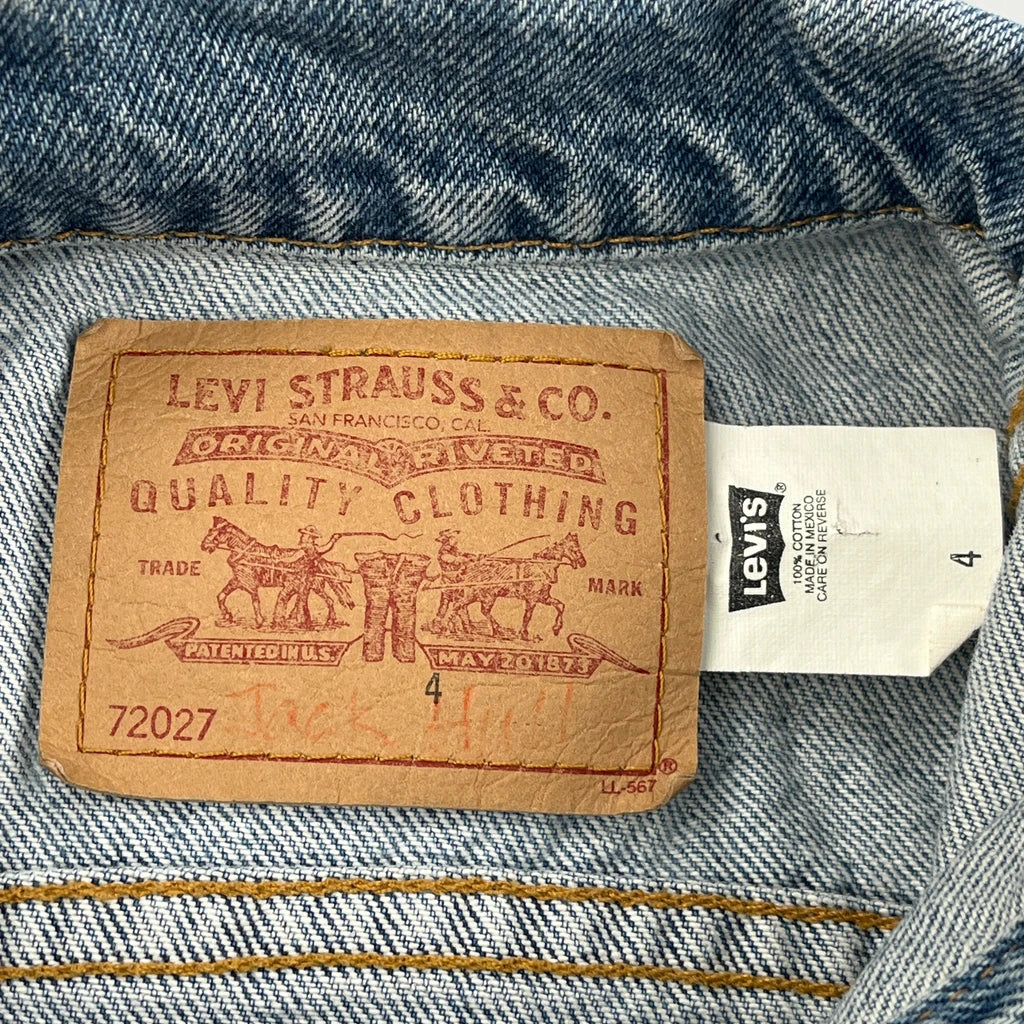 LEVI STRAUSS & CO.
SAN FRANCISCO, CAL.
ORIGINAL RIVETED
QUALITY CLOTHING
TRADE MARK
PATENTED IN U.S. MAY 20 1873
4
72027 Jack
®
LL-567
Levi's ®
100% COTTON
MADE IN MEXICO
CARE ON REVERSE
4